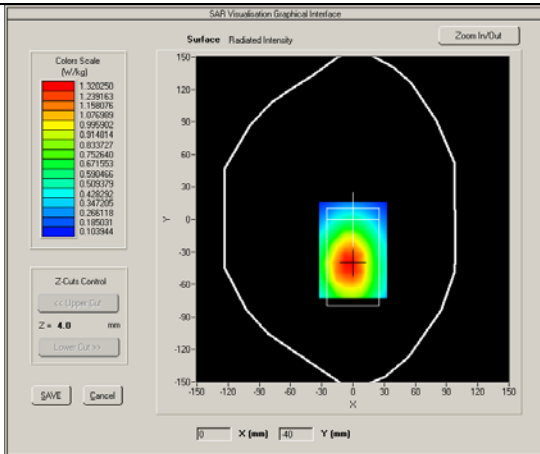 SAR Visualisation Graphical Interface
Surface Radiated Intensity
Zoom In/Out
Colors Scale
(W/kg)
1.320250
1.239163
1.158076
1.076989
0.995902
0.914814
0.833727
0.752640
0.671553
0.590466
0.509379
0.428292
0.347205
0.266118
0.185031
0.103944
150
120
90
60
30
0
-30
-60
-90
-120
-150
Y
-150 -120 -90 -60 -30 0 30 60 90 120 150
X
Z-Cuts Control
<< Upper Cut
Z = 4.0 mm
Lower Cut >>
SAVE Cancel
0 X (mm) -40 Y (mm)